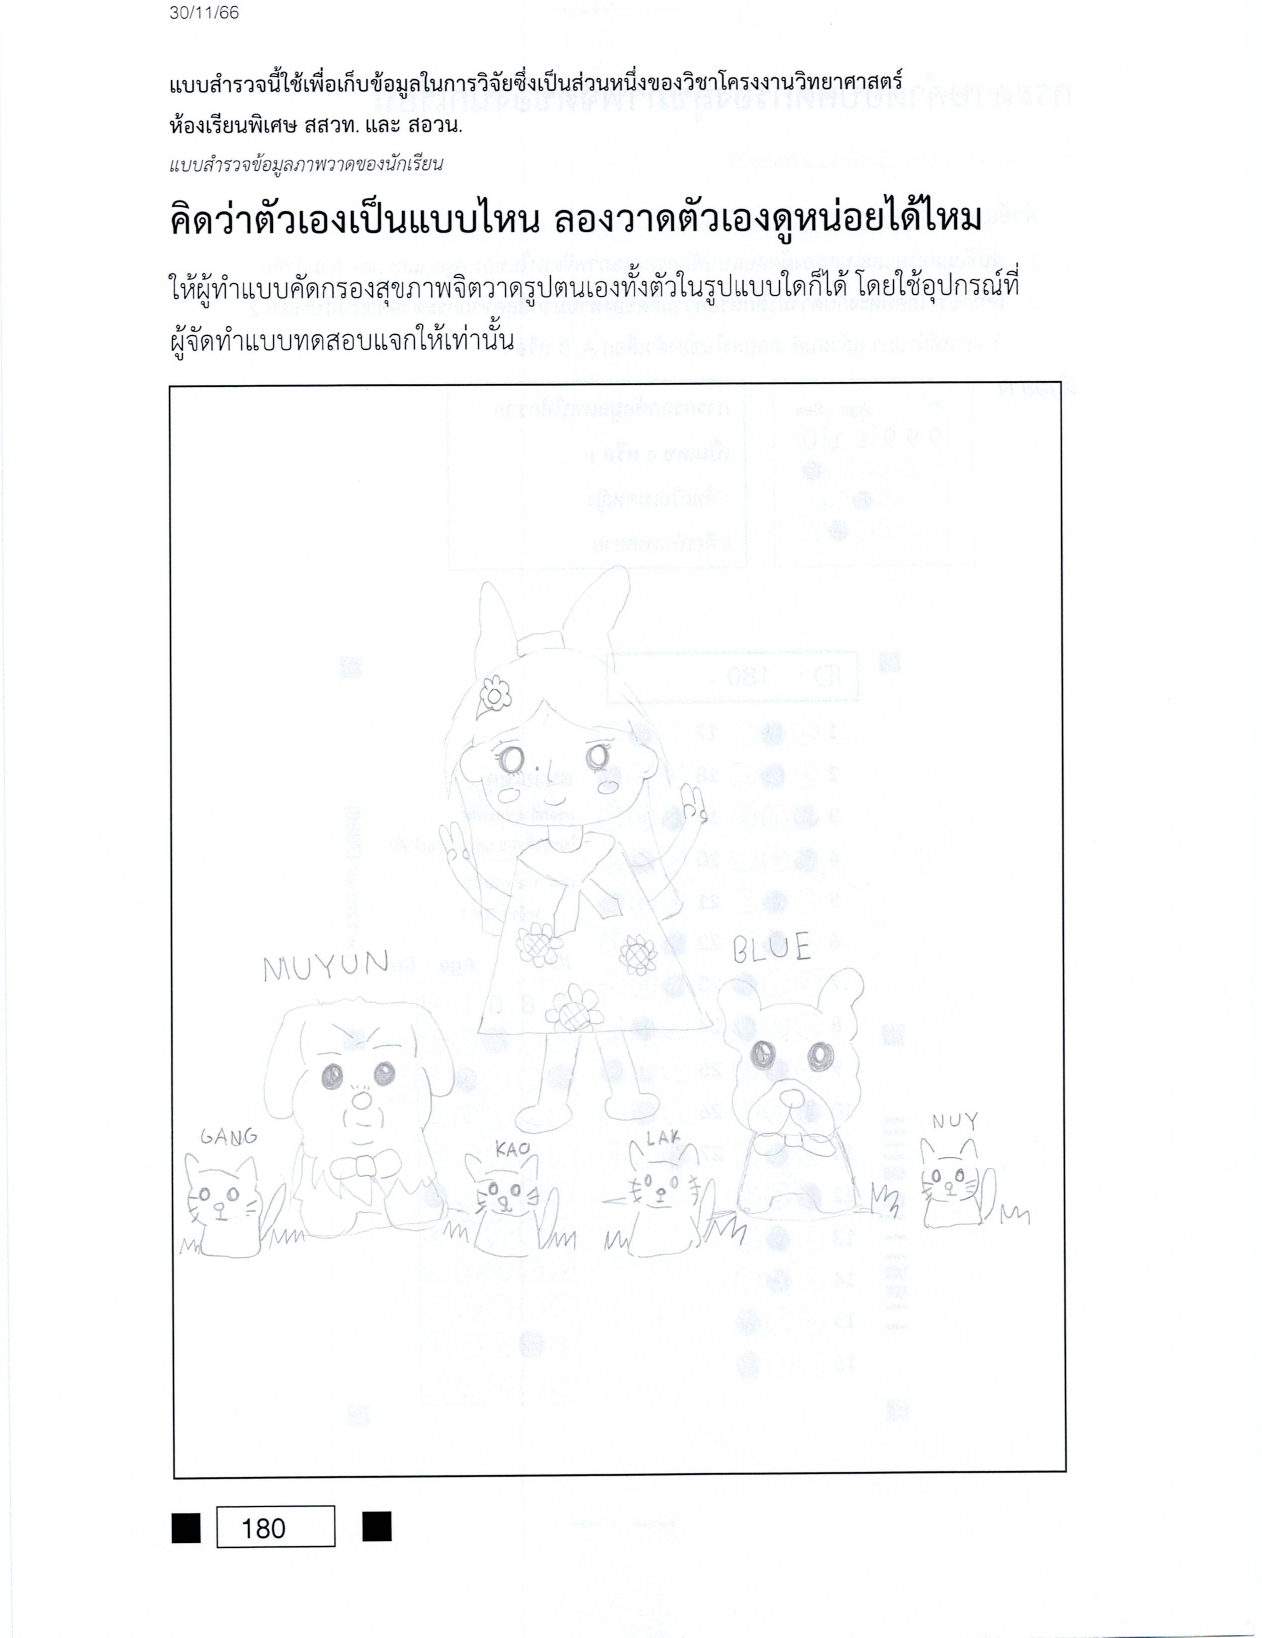 30/11/66
แบบสำรวจนี้ใช้เพื่อเก็บข้อมูลในการวิจัยซึ่งเป็นส่วนหนึ่งของวิชาโครงงานวิทยาศาสตร์
ห้องเรียนพิเศษ สสวท. และ สอวน.
แบบสำรวจข้อมูลภาพวาดของนักเรียน
คิดว่าตัวเองเป็นแบบไหน ลองวาดตัวเองดูหน่อยได้ไหม
ให้ผู้ทำแบบคัดกรองสุขภาพจิตวาดรูปตนเองทั้งตัวในรูปแบบใดก็ได้ โดยใช้อุปกรณ์ที่
ผู้จัดทำแบบทดสอบแจกให้เท่านั้น
MUYUN
BLUE
GANG
KAO
LAK
NUY
180